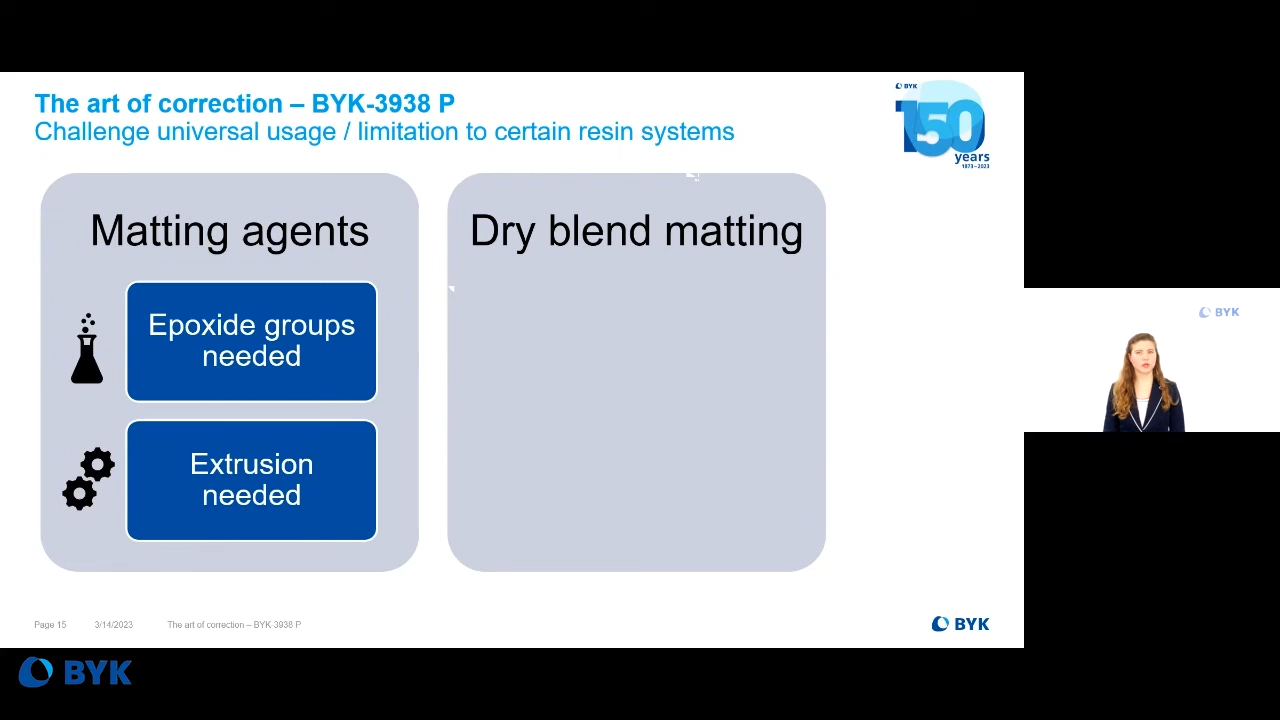 The art of correction – BYK-3938 P
Challenge universal usage / limitation to certain resin systems
BYK
150
years
1873–2023
Matting agents
Dry blend matting
Epoxide groups
needed
Extrusion
needed
BYK
Page 15 3/14/2023 The art of correction – BYK 3938 P
BYK
BYK